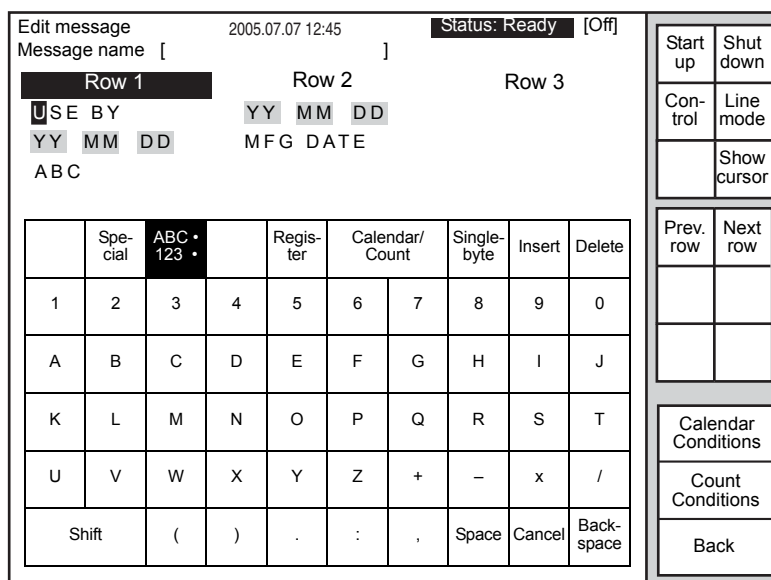 Edit message 2005.07.07 12:45 Status: Ready [Off]
Message name [ ]
Row 1 Row 2 Row 3
USE BY YY MM DD
YY MM DD MFG DATE
ABC
Spe-
cial
ABC •
123 •
Regis-
ter
Calendar/
Count
Single-
byte
Insert
Delete
1 2 3 4 5 6 7 8 9 0
A B C D E F G H I J
K L M N O P Q R S T
U V W X Y Z + – x /
Shift ( ) . : , Space Cancel Back-
space
Start
up
Shut
down
Con-
trol
Line
mode
Show
cursor
Prev.
row
Next
row
Calendar
Conditions
Count
Conditions
Back